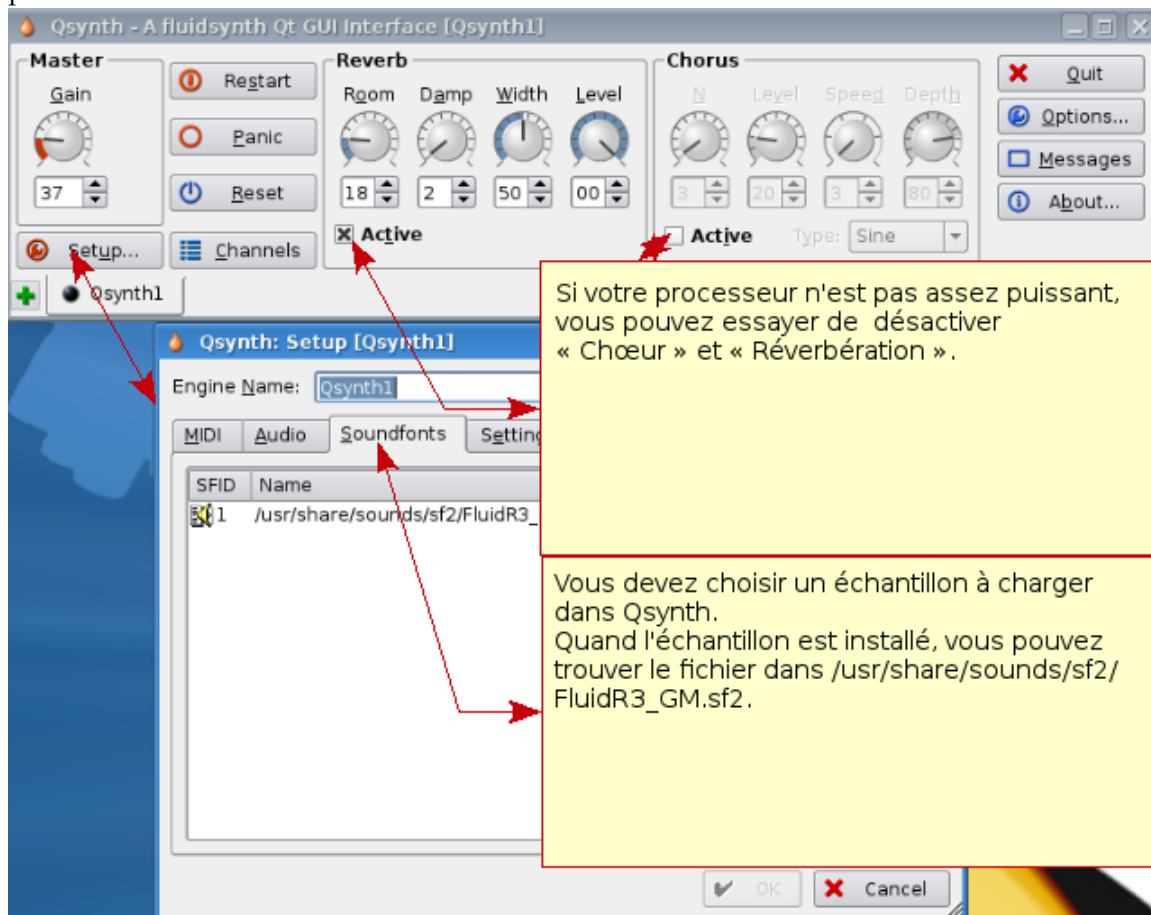 Qsynth - A fluidsynth Qt GUI Interface [Qsynth1]
Master
Gain
37
Setup...
Restart
Panic
Reset
Channels
Reverb
Room Damp Width Level
18 2 50 00
Active
Chorus
N Level Speed Depth
3 20 3 80
Active Type: Sine
Quit
Options...
Messages
About...
Qsynth1
Si votre processeur n'est pas assez puissant,
vous pouvez essayer de désactiver
« Chœur » et « Réverbération ».
Qsynth: Setup [Qsynth1]
Engine Name: Qsynth1
MIDI Audio Soundfonts
SFID Name
1 /usr/share/sounds/sf2/FluidR3_
Vous devez choisir un échantillon à charger
dans Qsynth.
Quand l'échantillon est installé, vous pouvez
trouver le fichier dans /usr/share/sounds/sf2/
FluidR3_GM.sf2.
OK Cancel